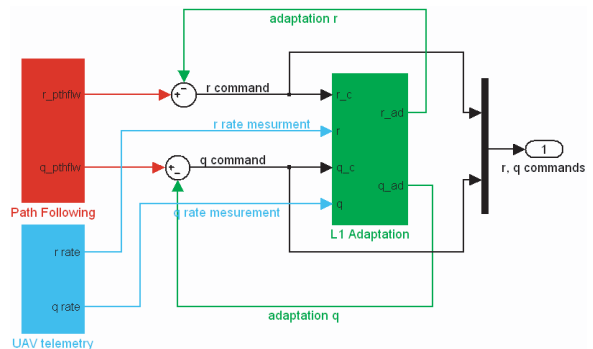 adaptation r
r_pthflw
r command
r_c
r_ad
r rate mesurment
r
q_pthflw
q command
q_c
1
r, q commands
q_ad
Path Following
q rate mesurement
q
L1 Adaptation
r rate
q rate
adaptation q
UAV telemetry